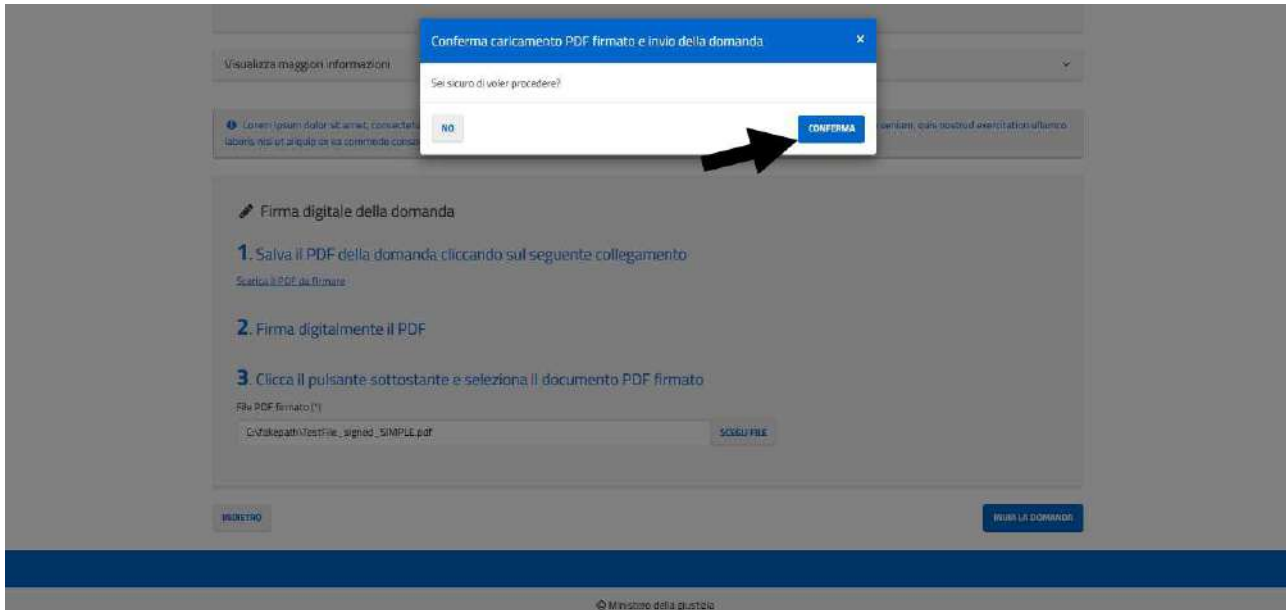 Conferma caricamento PDF firmato e invio della domanda ×
Visualizza maggiori informazioni
Sei sicuro di voler procedere?
NO
CONFERMA
Lorem ipsum dolor sit amet, consectetu veniam, quis nostrud exercitation ullamco
laboris nisi ut aliquip ex ea commodo conse
Firma digitale della domanda
1. Salva il PDF della domanda cliccando sul seguente collegamento
Scarica il PDF da firmare
2. Firma digitalmente il PDF
3. Clicca il pulsante sottostante e seleziona il documento PDF firmato
File PDF firmato (*)
C:\fakepath\TestFile_signed_SIMPLE.pdf
SCEGLI FILE
INDIETRO
INVIA LA DOMANDA
© Ministero della giustizia